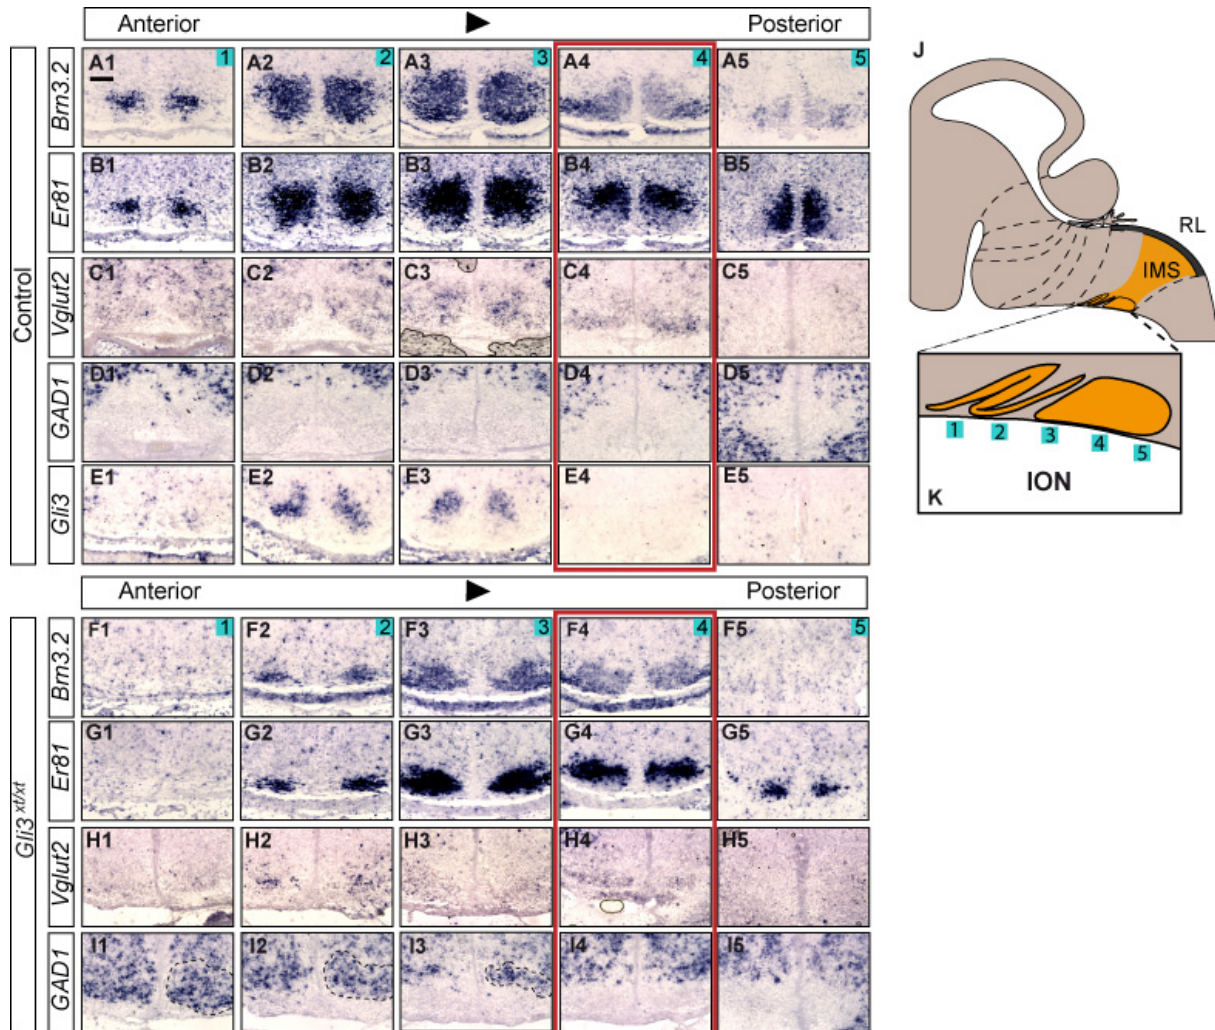 Anterior ► Posterior
Control
Brn3.2
A1 1 A2 2 A3 3 A4 4 A5 5
Er81
B1 B2 B3 B4 B5
Vglut2
C1 C2 C3 C4 C5
GAD1
D1 D2 D3 D4 D5
Gli3
E1 E2 E3 E4 E5
Anterior ► Posterior
Gli3 xt/xt
Brn3.2
F1 1 F2 2 F3 3 F4 4 F5 5
Er81
G1 G2 G3 G4 G5
Vglut2
H1 H2 H3 H4 H5
GAD1
I1 I2 I3 I4 I5
J
RL
IMS
1 2 3 4 5
K ION